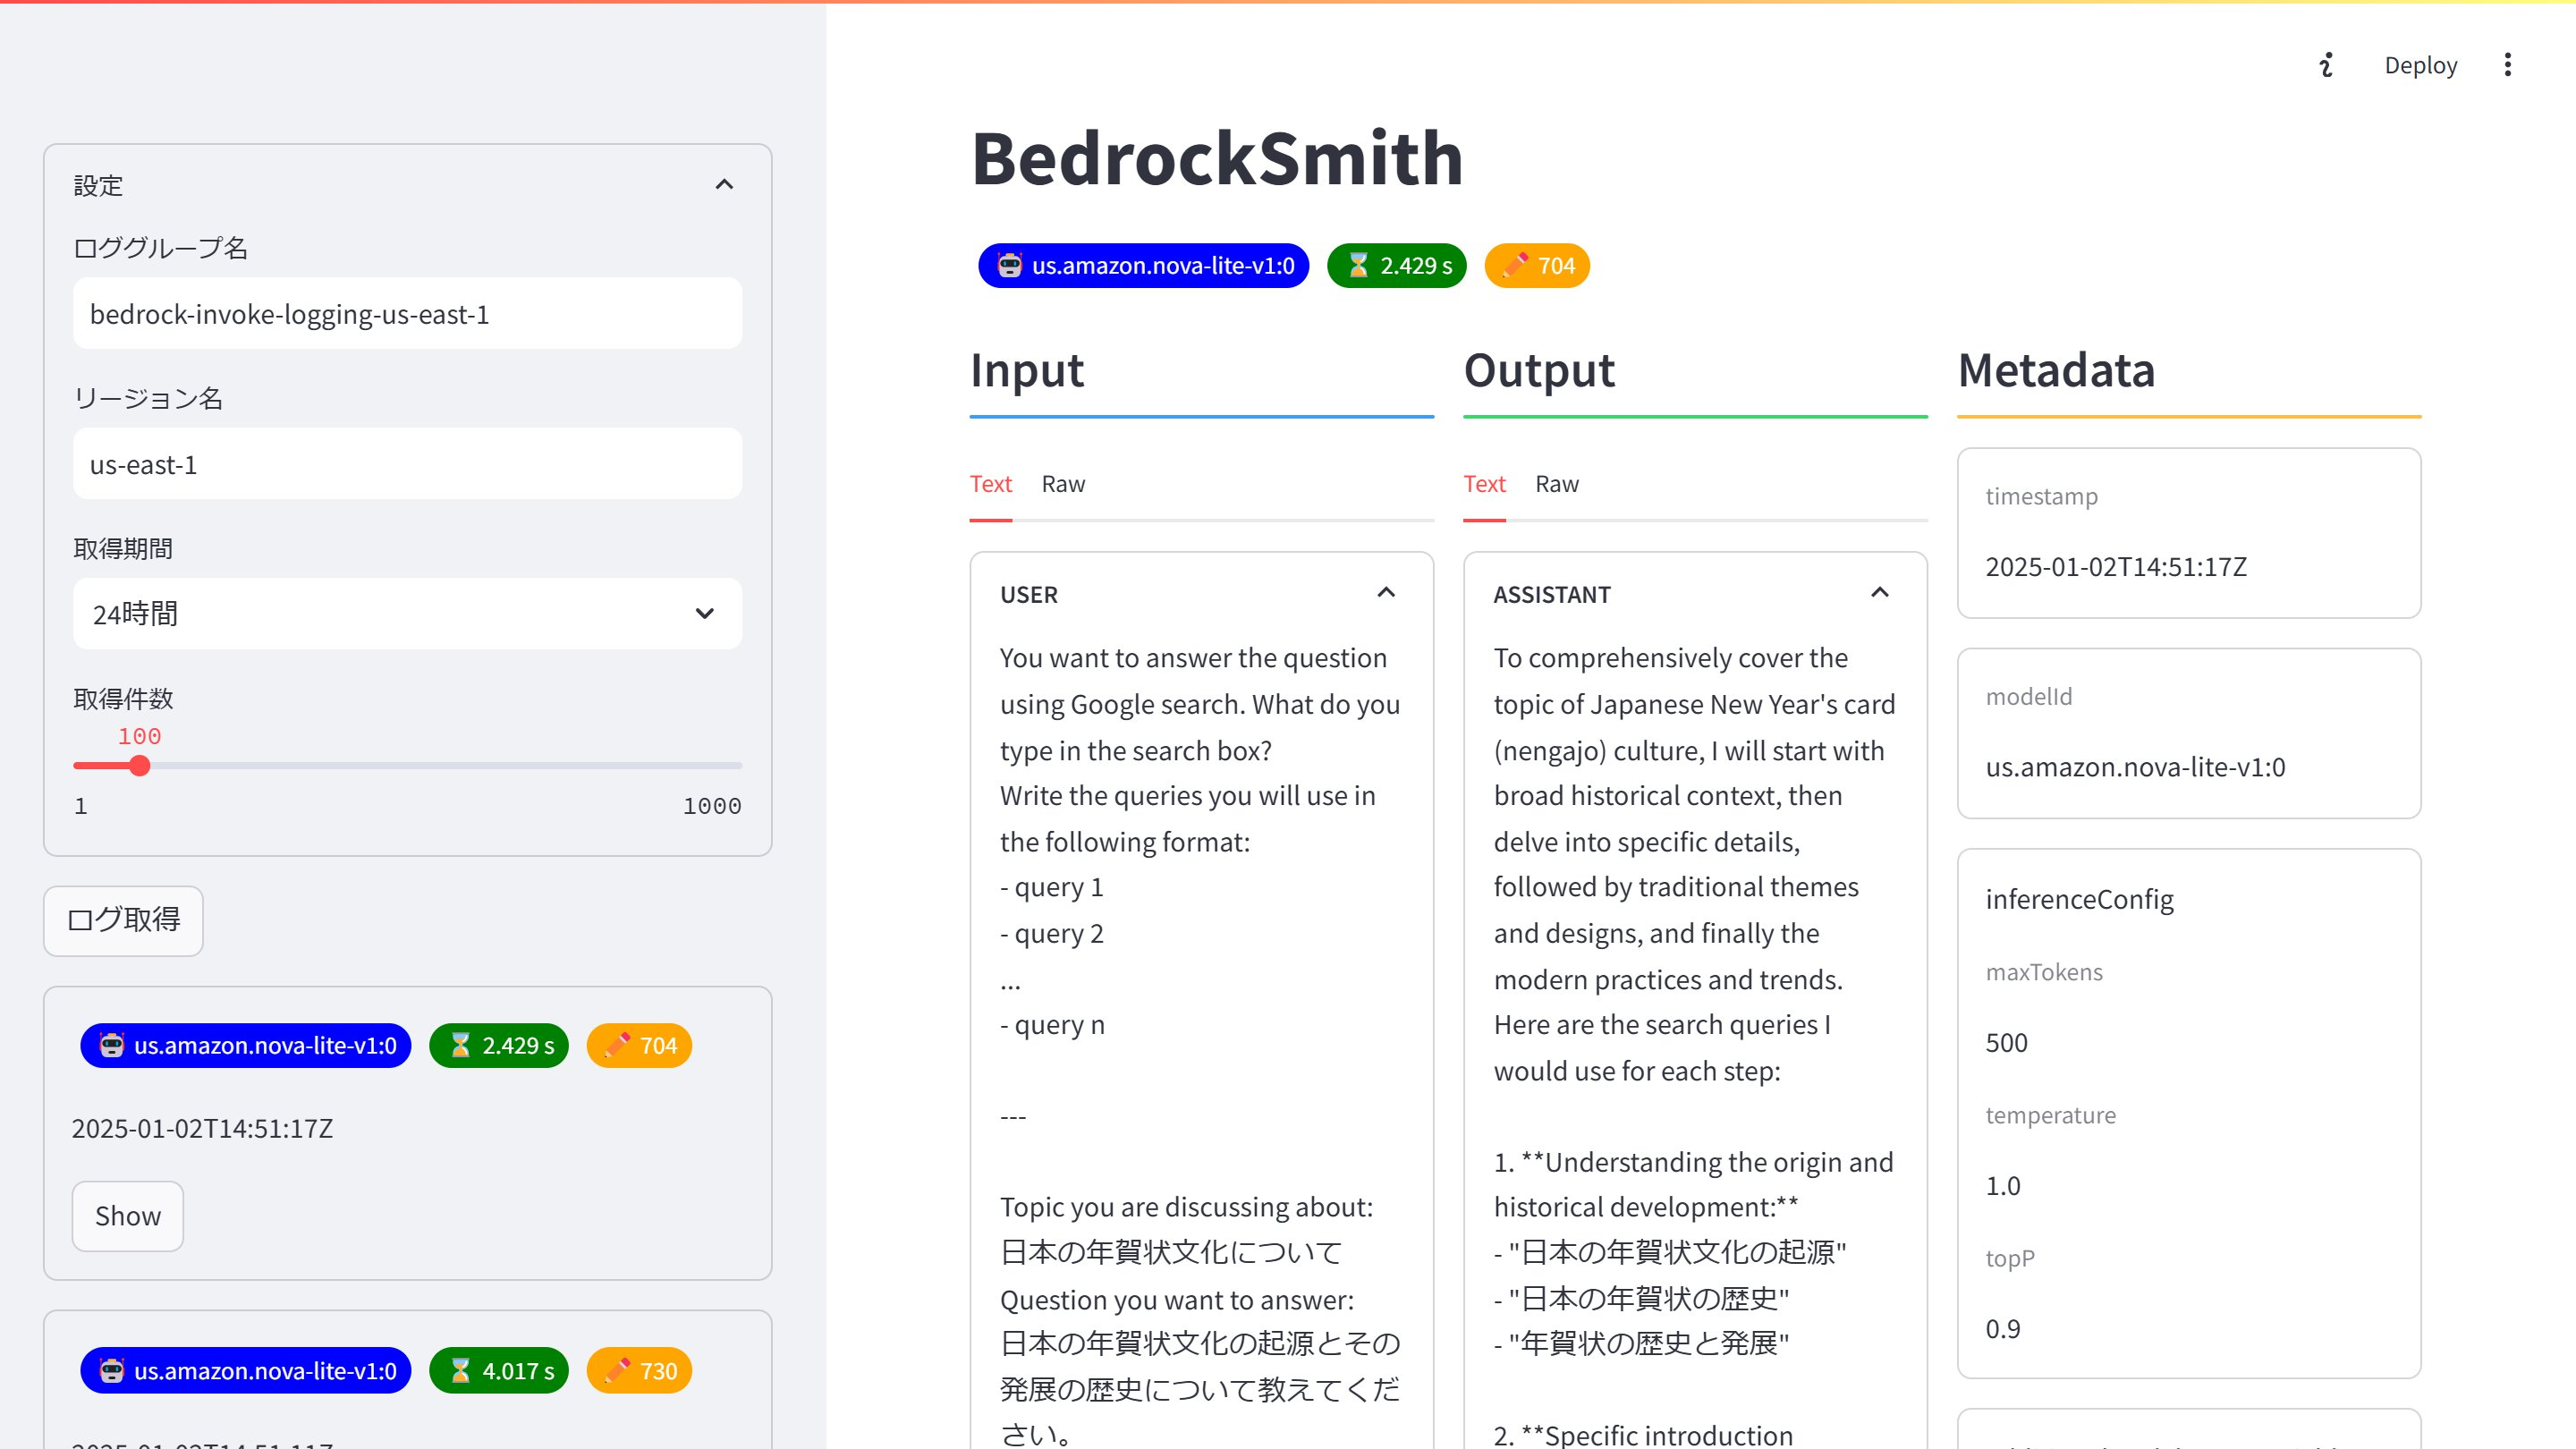 Deploy
設定
ロググループ名
bedrock-invoke-logging-us-east-1
リージョン名
us-east-1
取得期間
24時間
取得件数
100
1
1000
ログ取得
us.amazon.nova-lite-v1:0
2.429 s
704
2025-01-02T14:51:17Z
Show
us.amazon.nova-lite-v1:0
4.017 s
730
BedrockSmith
us.amazon.nova-lite-v1:0
2.429 s
704
Input
Text
Raw
USER
You want to answer the question
using Google search. What do you
type in the search box?
Write the queries you will use in
the following format:
- query 1
- query 2
...
- query n
---
Topic you are discussing about:
日本の年賀状文化について
Question you want to answer:
日本の年賀状文化の起源とその
発展の歴史について教えてくだ
さい。
Output
Text
Raw
ASSISTANT
To comprehensively cover the
topic of Japanese New Year's card
(nengajo) culture, I will start with
broad historical context, then
delve into specific details,
followed by traditional themes
and designs, and finally the
modern practices and trends.
Here are the search queries I
would use for each step:
1. **Understanding the origin and
historical development:**
- "日本の年賀状文化の起源"
- "日本の年賀状の歴史"
- "年賀状の歴史と発展"
2. **Specific introduction
Metadata
timestamp
2025-01-02T14:51:17Z
modelId
us.amazon.nova-lite-v1:0
inferenceConfig
maxTokens
500
temperature
1.0
topP
0.9